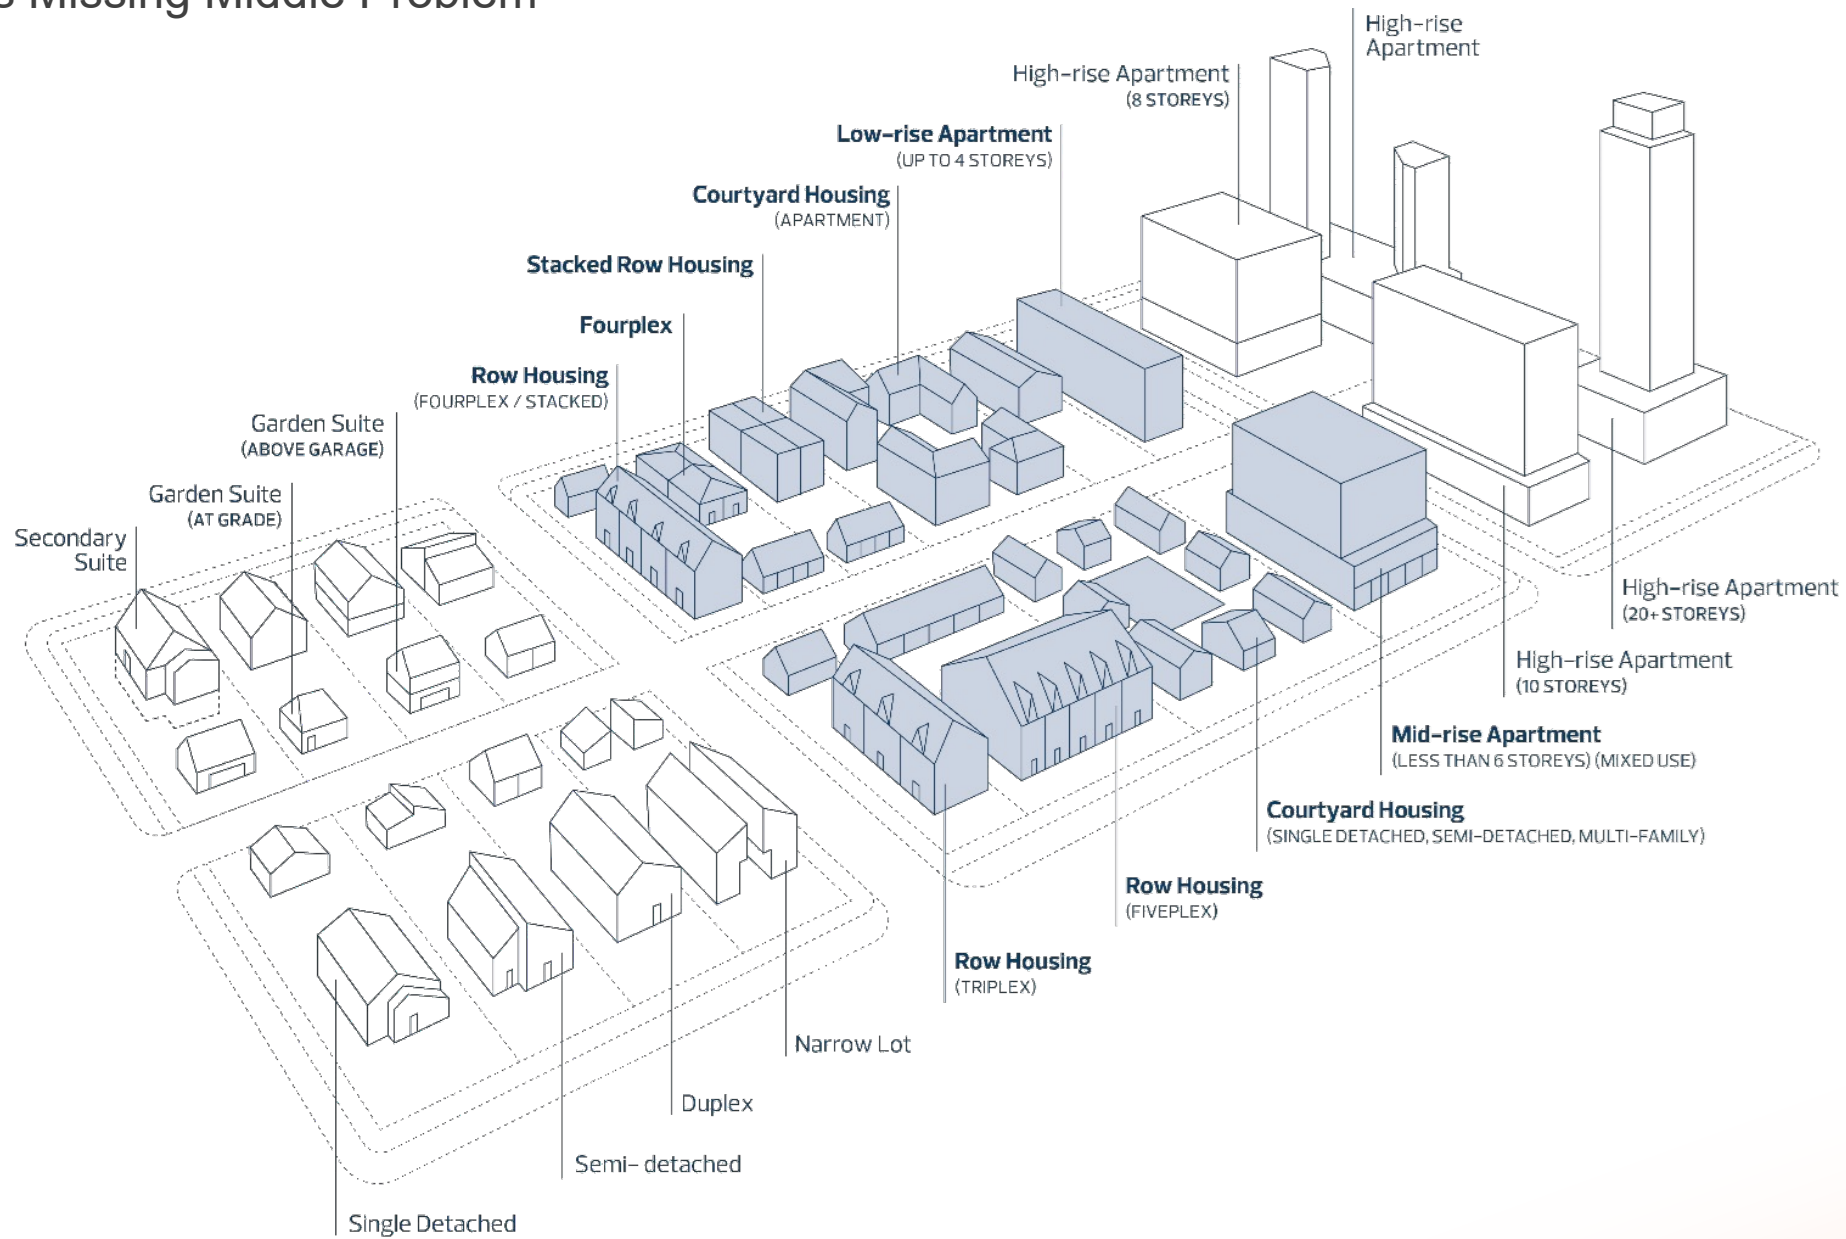 s Missing Middle Problem
High-rise
Apartment
High-rise Apartment
(8 STOREYS)
Low-rise Apartment
(UP TO 4 STOREYS)
Courtyard Housing
(APARTMENT)
Stacked Row Housing
Fourplex
Row Housing
(FOURPLEX / STACKED)
Garden Suite
(ABOVE GARAGE)
Garden Suite
(AT GRADE)
Secondary
Suite
High-rise Apartment
(20+ STOREYS)
High-rise Apartment
(10 STOREYS)
Mid-rise Apartment
(LESS THAN 6 STOREYS) (MIXED USE)
Courtyard Housing
(SINGLE DETACHED, SEMI-DETACHED, MULTI-FAMILY)
Row Housing
(FIVEPLEX)
Row Housing
(TRIPLEX)
Narrow Lot
Duplex
Semi- detached
Single Detached